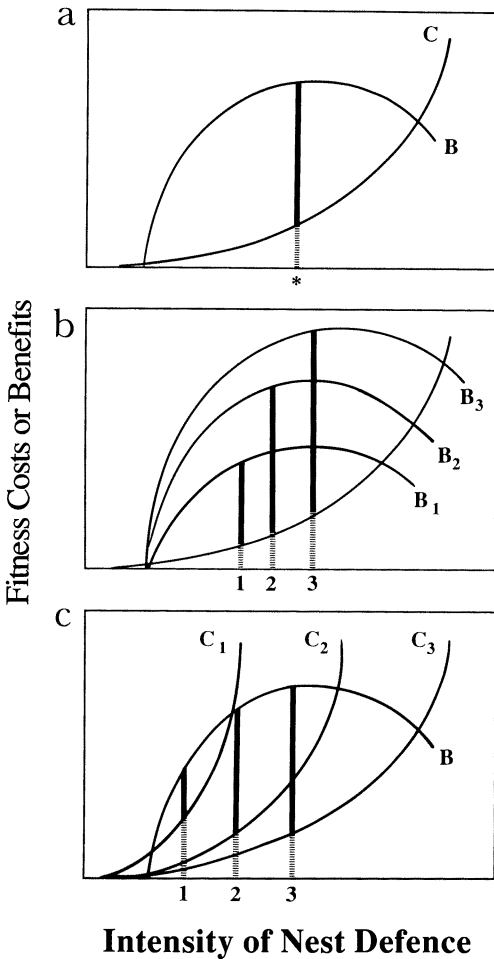 a
C
B
*
Fitness Costs or Benefits
b
B3
B2
B1
1 2 3
c
C1 C2 C3
B
1 2 3
Intensity of Nest Defence